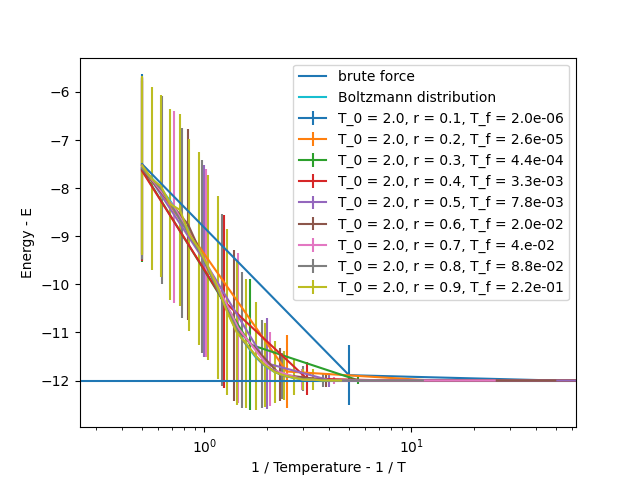 −6
−7
−8
−9
−10
−11
−12
Energy - E
10⁰
10¹
1 / Temperature - 1 / T
brute force
Boltzmann distribution
T_0 = 2.0, r = 0.1, T_f = 2.0e-06
T_0 = 2.0, r = 0.2, T_f = 2.6e-05
T_0 = 2.0, r = 0.3, T_f = 4.4e-04
T_0 = 2.0, r = 0.4, T_f = 3.3e-03
T_0 = 2.0, r = 0.5, T_f = 7.8e-03
T_0 = 2.0, r = 0.6, T_f = 2.0e-02
T_0 = 2.0, r = 0.7, T_f = 4.e-02
T_0 = 2.0, r = 0.8, T_f = 8.8e-02
T_0 = 2.0, r = 0.9, T_f = 2.2e-01